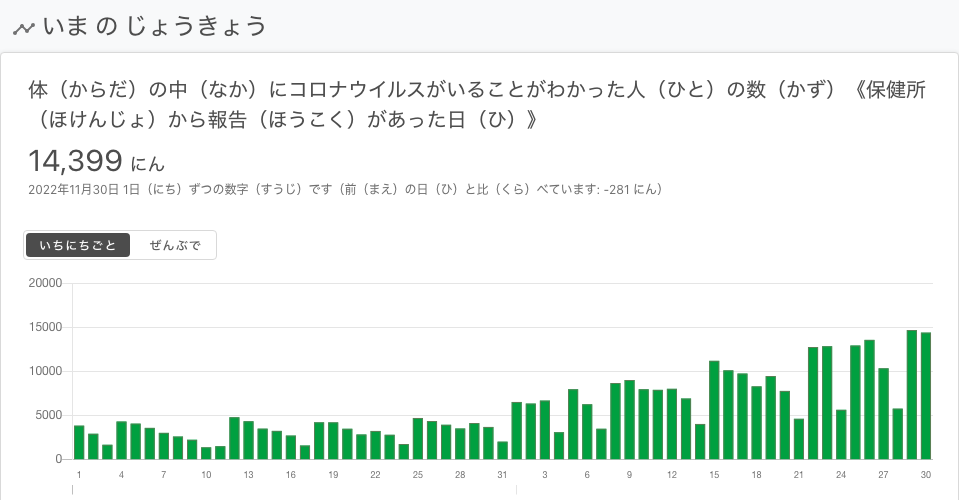 いま の じょうきょう
体（からだ）の中（なか）にコロナウイルスがいることがわかった人（ひと）の数（かず）《保健所
（ほけんじょ）から報告（ほうこく）があった日（ひ）》
14,399 にん
2022年11月30日 1日（にち）ずつの数字（すうじ）です（前（まえ）の日（ひ）と比（くら）べています: -281 にん）
いちにちごと ぜんぶで
20000
15000
10000
5000
0
1 4 7 10 13 16 19 22 25 28 31 3 6 9 12 15 18 21 24 27 30